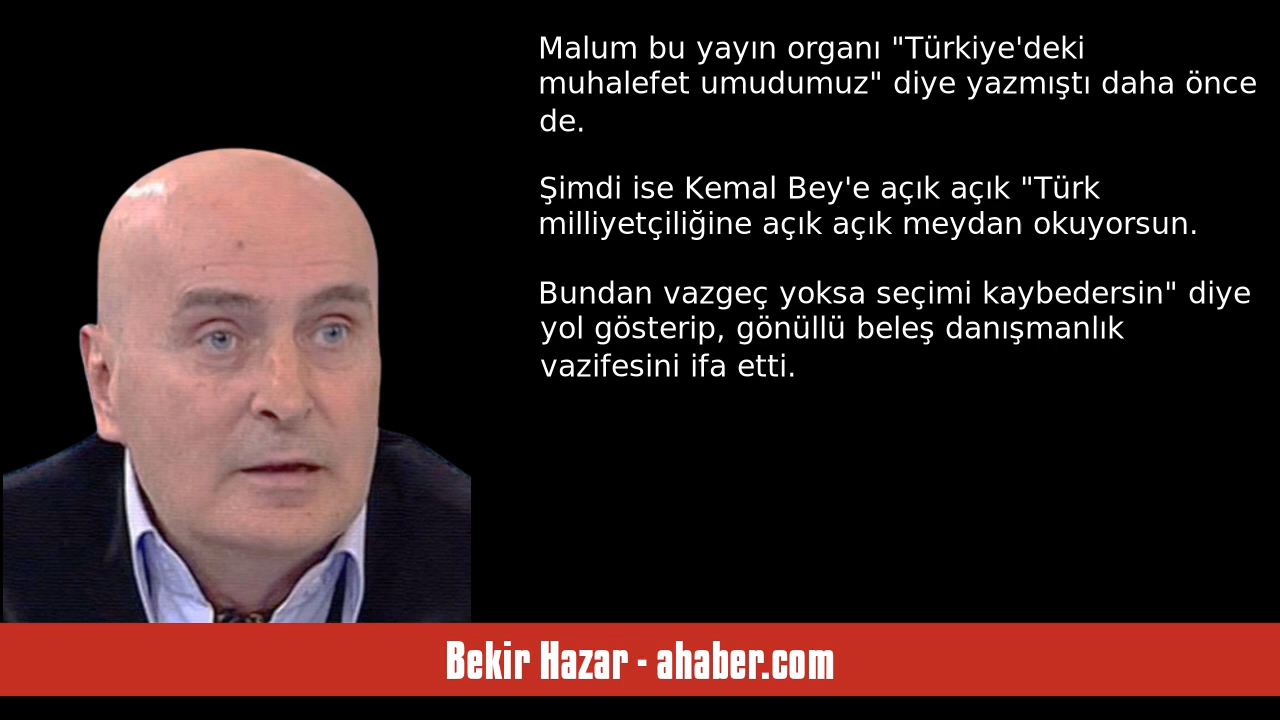 Malum bu yayın organı "Türkiye'deki
muhalefet umudumuz" diye yazmıştı daha önce
de.
Şimdi ise Kemal Bey'e açık açık "Türk
milliyetçiliğine açık açık meydan okuyorsun.
Bundan vazgeç yoksa seçimi kaybedersin" diye
yol gösterip, gönüllü beleş danışmanlık
vazifesini ifa etti.
Bekir Hazar - ahaber.com